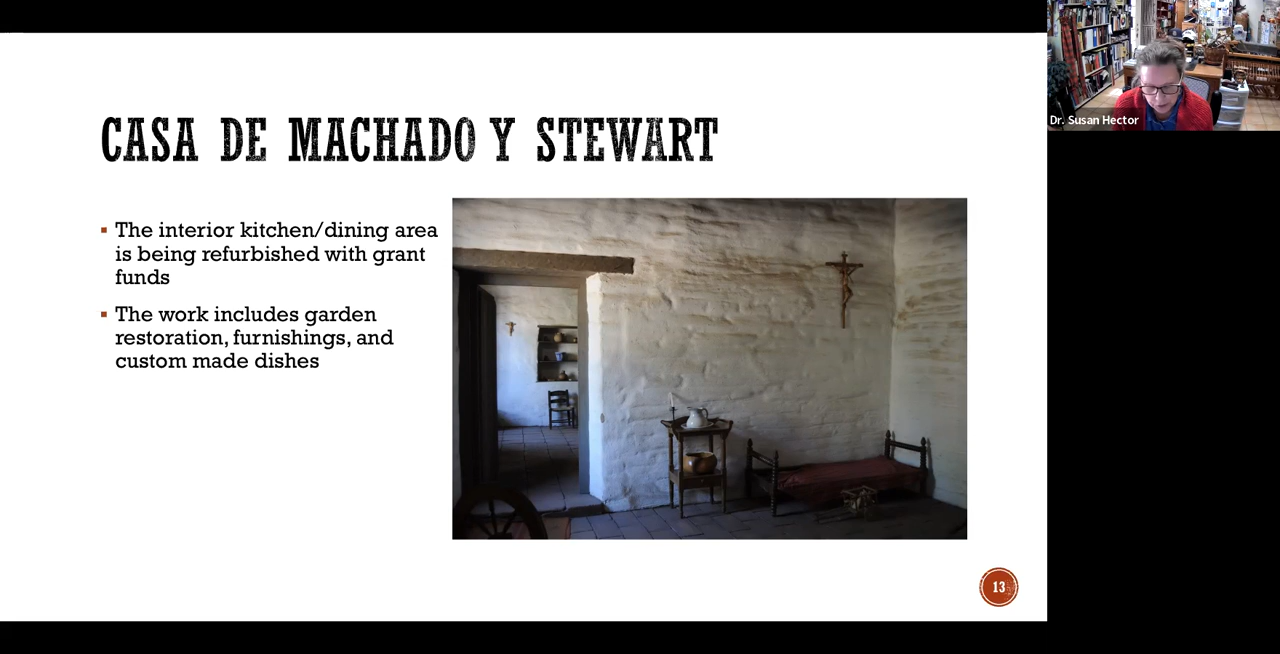 CASA DE MACHADO Y STEWART
▪ The interior kitchen/dining area
is being refurbished with grant
funds
▪ The work includes garden
restoration, furnishings, and
custom made dishes
13
Dr. Susan Hector